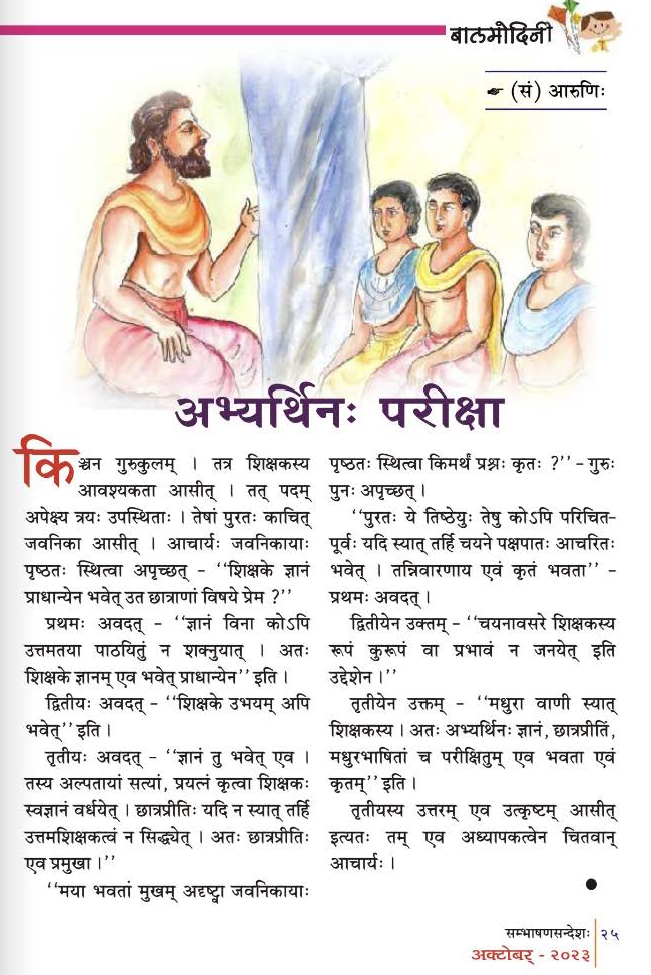 बालमोदिनी
☛ (सं) आरुणिः
अभ्यर्थिनः परीक्षा
किञ्चन गुरुकुलम् । तत्र शिक्षकस्य
आवश्यकता आसीत् । तत् पदम्
अपेक्ष्य त्रयः उपस्थिताः । तेषां पुरतः काचित्
जवनिका आसीत् । आचार्यः जवनिकायाः
पृष्ठतः स्थित्वा अपृच्छत् – ‘‘शिक्षके ज्ञानं
प्राधान्येन भवेत् उत छात्राणां विषये प्रेम ?’’
प्रथमः अवदत् – ‘‘ज्ञानं विना कोऽपि
उत्तमतया पाठयितुं न शक्नुयात् । अतः
शिक्षके ज्ञानम् एव भवेत् प्राधान्येन’’ इति ।
द्वितीयः अवदत् – ‘‘शिक्षके उभयम् अपि
भवेत्’’ इति ।
तृतीयः अवदत् – ‘‘ज्ञानं तु भवेत् एव ।
तस्य अल्पतायां सत्यां, प्रयत्नं कृत्वा शिक्षकः
स्वज्ञानं वर्धयेत् । छात्रप्रीतिः यदि न स्यात् तर्हि
उत्तमशिक्षकत्वं न सिद्ध्येत् । अतः छात्रप्रीतिः
एव प्रमुखा ।’’
‘‘मया भवतां मुखम् अदृष्ट्वा जवनिकायाः
पृष्ठतः स्थित्वा किमर्थं प्रश्नः कृतः ?’’ – गुरुः
पुनः अपृच्छत् ।
‘‘पुरतः ये तिष्ठेयुः तेषु कोऽपि परिचित-
पूर्वः यदि स्यात् तर्हि चयने पक्षपातः आचरितः
भवेत् । तन्निवारणाय एवं कृतं भवता’’ –
प्रथमः अवदत् ।
द्वितीयेन उक्तम् – ‘‘चयनावसरे शिक्षकस्य
रूपं कुरूपं वा प्रभावं न जनयेत् इति
उद्देशेन ।’’
तृतीयेन उक्तम् – ‘‘मधुरा वाणी स्यात्
शिक्षकस्य । अतः अभ्यर्थिनः ज्ञानं, छात्रप्रीतिं,
मधुरभाषितां च परीक्षितुम् एव भवता एवं
कृतम्’’ इति ।
तृतीयस्य उत्तरम् एव उत्कृष्टम् आसीत्
इत्यतः तम् एव अध्यापकत्वेन चितवान्
आचार्यः ।
सम्भाषणसन्देशः २५
अक्टोबर् - २०२३